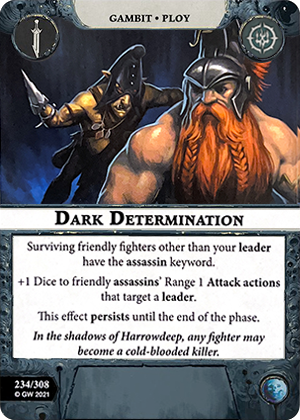 GAMBIT • PLOY
DARK DETERMINATION
Surviving friendly fighters other than your leader
have the assassin keyword.
+1 Dice to friendly assassins' Range 1 Attack actions
that target a leader.
This effect persists until the end of the phase.
In the shadows of Harrowdeep, any fighter may
become a cold-blooded killer.
234/308
© GW 2021